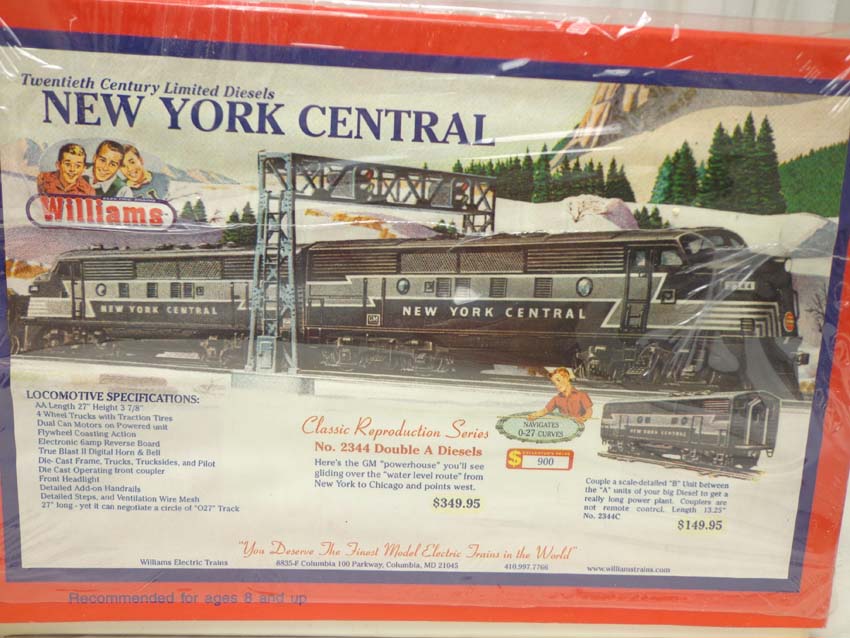 Twentieth Century Limited Diesels
NEW YORK CENTRAL
Williams
ELECTRIC TRAINS
2344
NEW YORK CENTRAL
NEW YORK CENTRAL
GM
LOCOMOTIVE SPECIFICATIONS:
AA Length 27" Height 3 7/8"
4 Wheel Trucks with Traction Tires
Dual Can Motors on Powered unit
Flywheel Coasting Action
Electronic 6amp Reverse Board
True Blast II Digital Horn & Bell
Die- Cast Frame, Trucks, Trucksides, and Pilot
Die Cast Operating front coupler
Front Headlight
Detailed Add-on Handrails
Detailed Steps, and Ventilation Wire Mesh
27" long - yet it can negotiate a circle of "O27" Track
Classic Reproduction Series
No. 2344 Double A Diesels
Here's the GM "powerhouse" you'll see
gliding over the "water level route" from
New York to Chicago and points west.
$349.95
NAVIGATES
0-27 CURVES
$ COLLECTOR'S PRICE
900
NEW YORK CENTRAL
Couple a scale-detailed "B" Unit between
the "A" units of your big Diesel to get a
really long power plant. Couplers are
not remote control. Length 13.25"
No. 2344C
$149.95
"You Deserve The Finest Model Electric Trains in the World"
Williams Electric Trains 8835-F Columbia 100 Parkway, Columbia, MD 21045 410.997.7766 www.williamstrains.com
Recommended for ages 8 and up